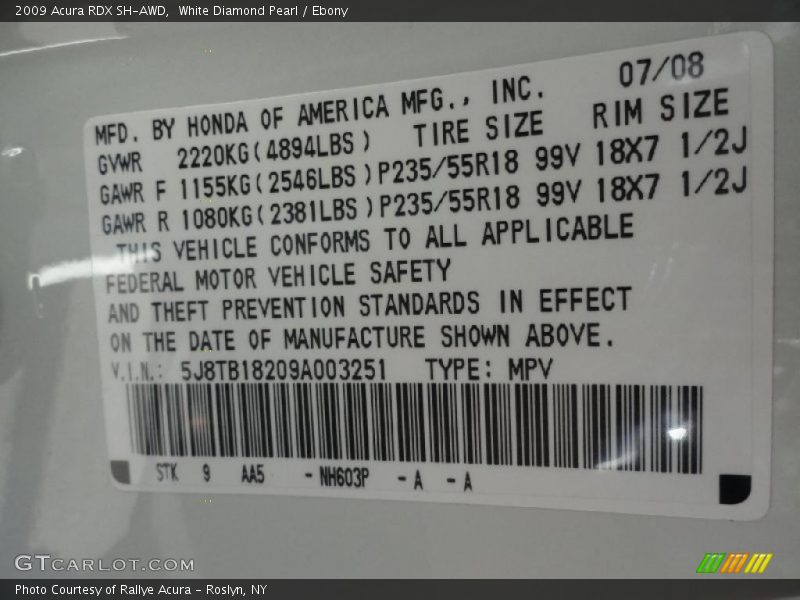 2009 Acura RDX SH-AWD,  White Diamond Pearl / Ebony
07/08
MFD. BY HONDA OF AMERICA MFG., INC.
GVWR 2220KG(4894LBS) TIRE SIZE RIM SIZE
GAWR F 1155KG(2546LBS)P235/55R18 99V 18X7 1/2J
GAWR R 1080KG(2381LBS)P235/55R18 99V 18X7 1/2J
THIS VEHICLE CONFORMS TO ALL APPLICABLE
FEDERAL MOTOR VEHICLE SAFETY
AND THEFT PREVENTION STANDARDS IN EFFECT
ON THE DATE OF MANUFACTURE SHOWN ABOVE.
V.I.N.: 5J8TB18209A003251 TYPE: MPV
STK 9 AA5 -NH603P -A -A
GTCARLOT.COM
Photo Courtesy of Rallye Acura - Roslyn, NY